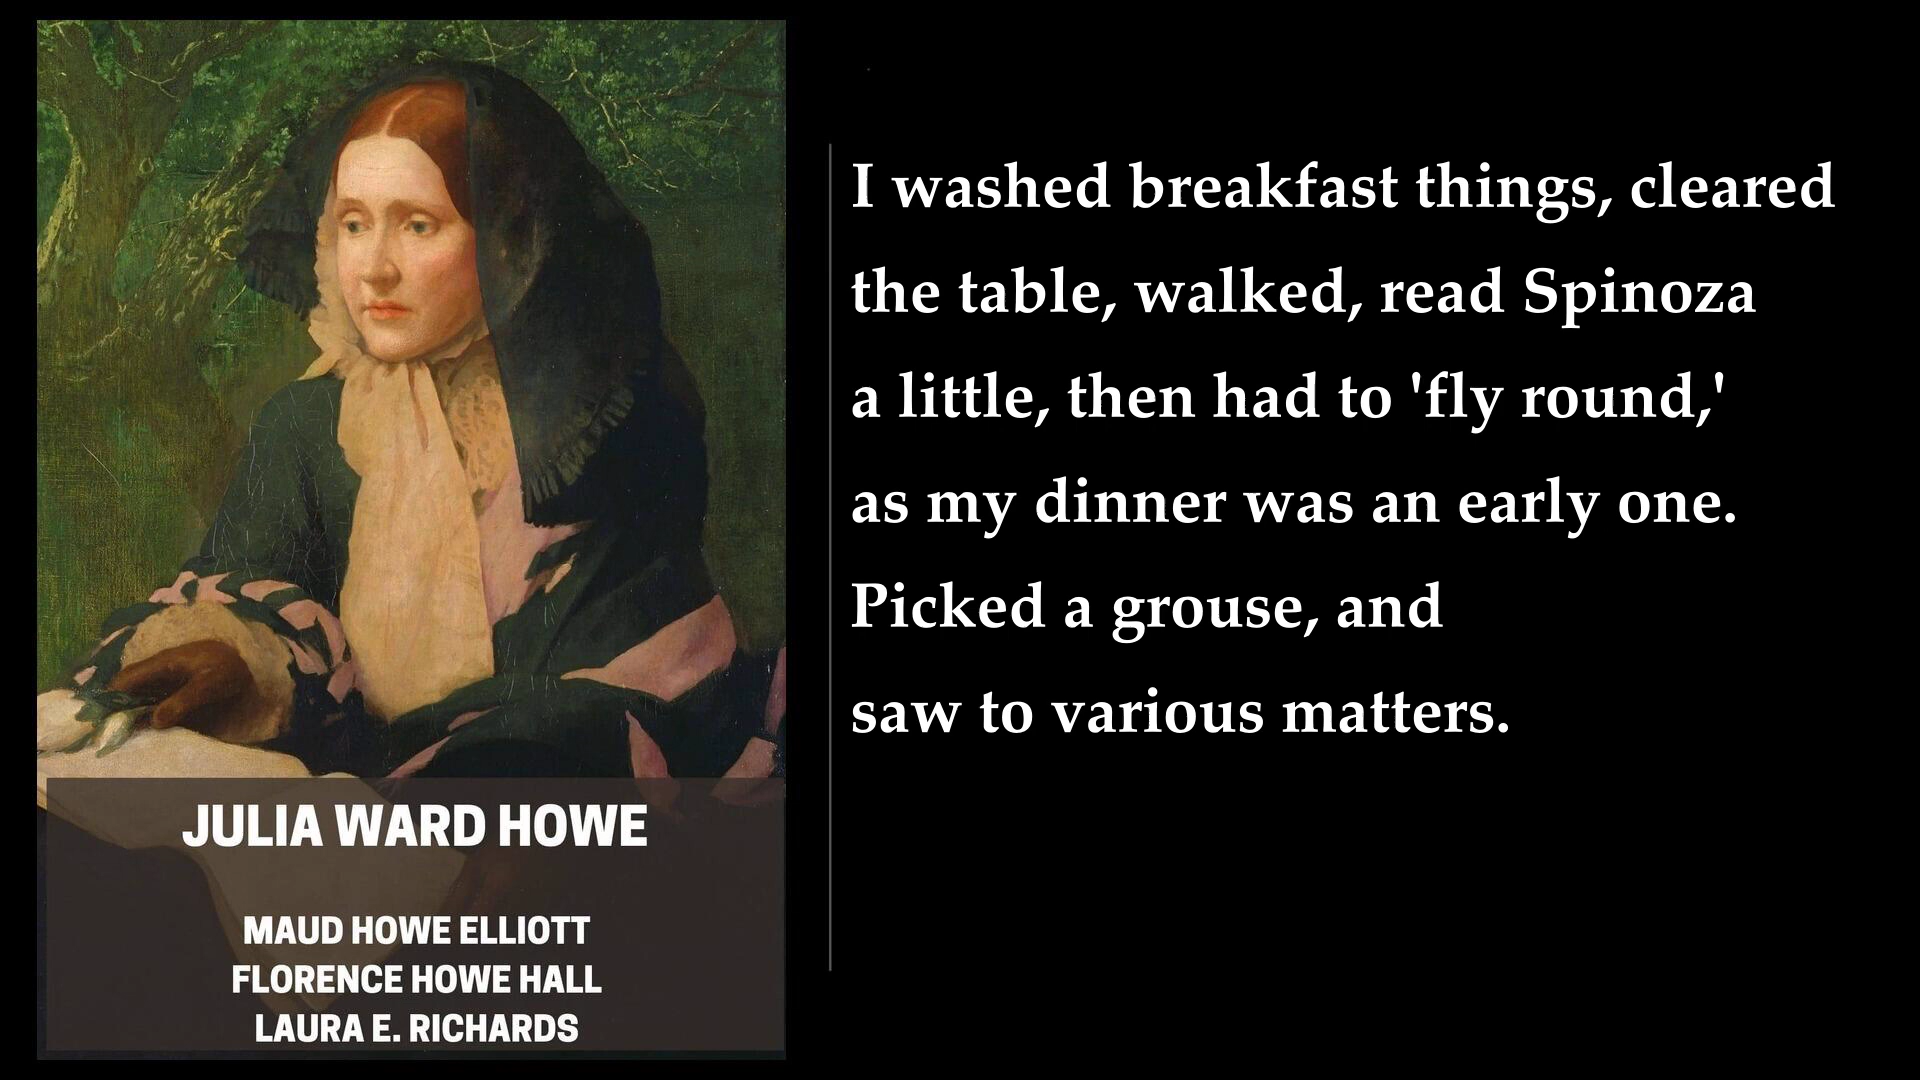 JULIA WARD HOWE
MAUD HOWE ELLIOTT
FLORENCE HOWE HALL
LAURA E. RICHARDS
I washed breakfast things, cleared
the table, walked, read Spinoza
a little, then had to 'fly round,'
as my dinner was an early one.
Picked a grouse, and
saw to various matters.